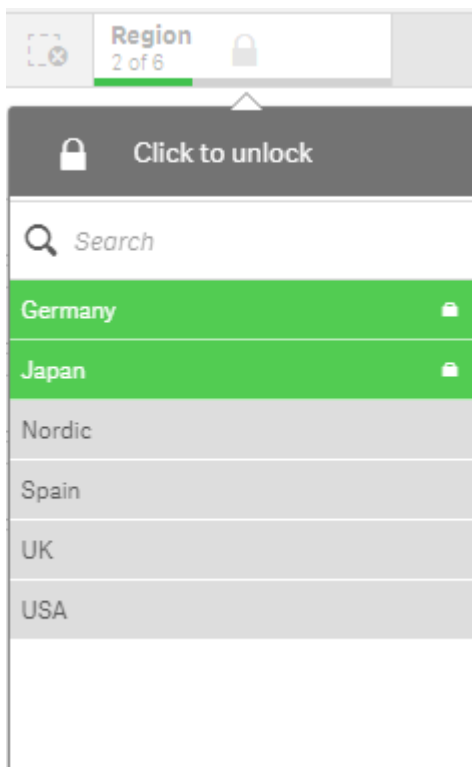 Region
2 of 6
Click to unlock
Search
Germany
Japan
Nordic
Spain
UK
USA